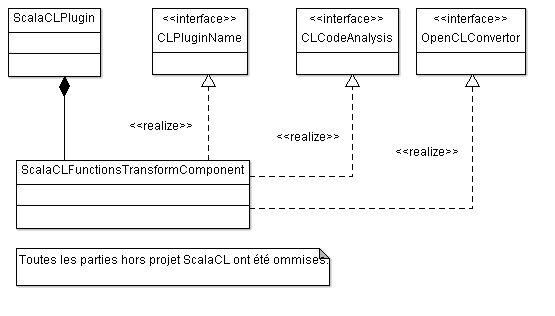 ScalaCLPlugin
<<interface>>
CLPluginName
<<interface>>
CLCodeAnalysis
<<interface>>
OpenCLConvertor
<<realize>>
<<realize>>
<<realize>>
ScalaCLFunctionsTransformComponent
Toutes les parties hors projet ScalaCL ont été ommises.